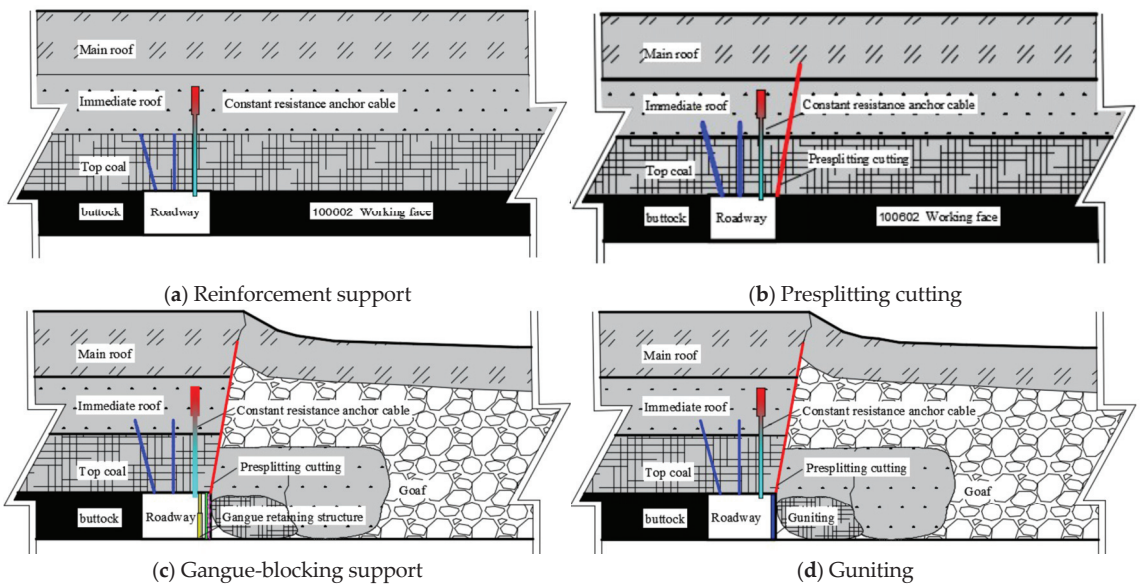 Main roof
Immediate roof
Constant resistance anchor cable
Top coal
buttock
Roadway
100602 Working face
(a) Reinforcement support
Main roof
Immediate roof
Constant resistance anchor cable
Presplitting cutting
Top coal
buttock
Roadway
100602 Working face
(b) Presplitting cutting
Main roof
Immediate roof
Constant resistance anchor cable
Top coal
Presplitting cutting
Goaf
buttock
Roadway
Gangue retaining structure
(c) Gangue-blocking support
Main roof
Immediate roof
Constant resistance anchor cable
Top coal
Presplitting cutting
Goaf
buttock
Roadway
Guniting
(d) Guniting